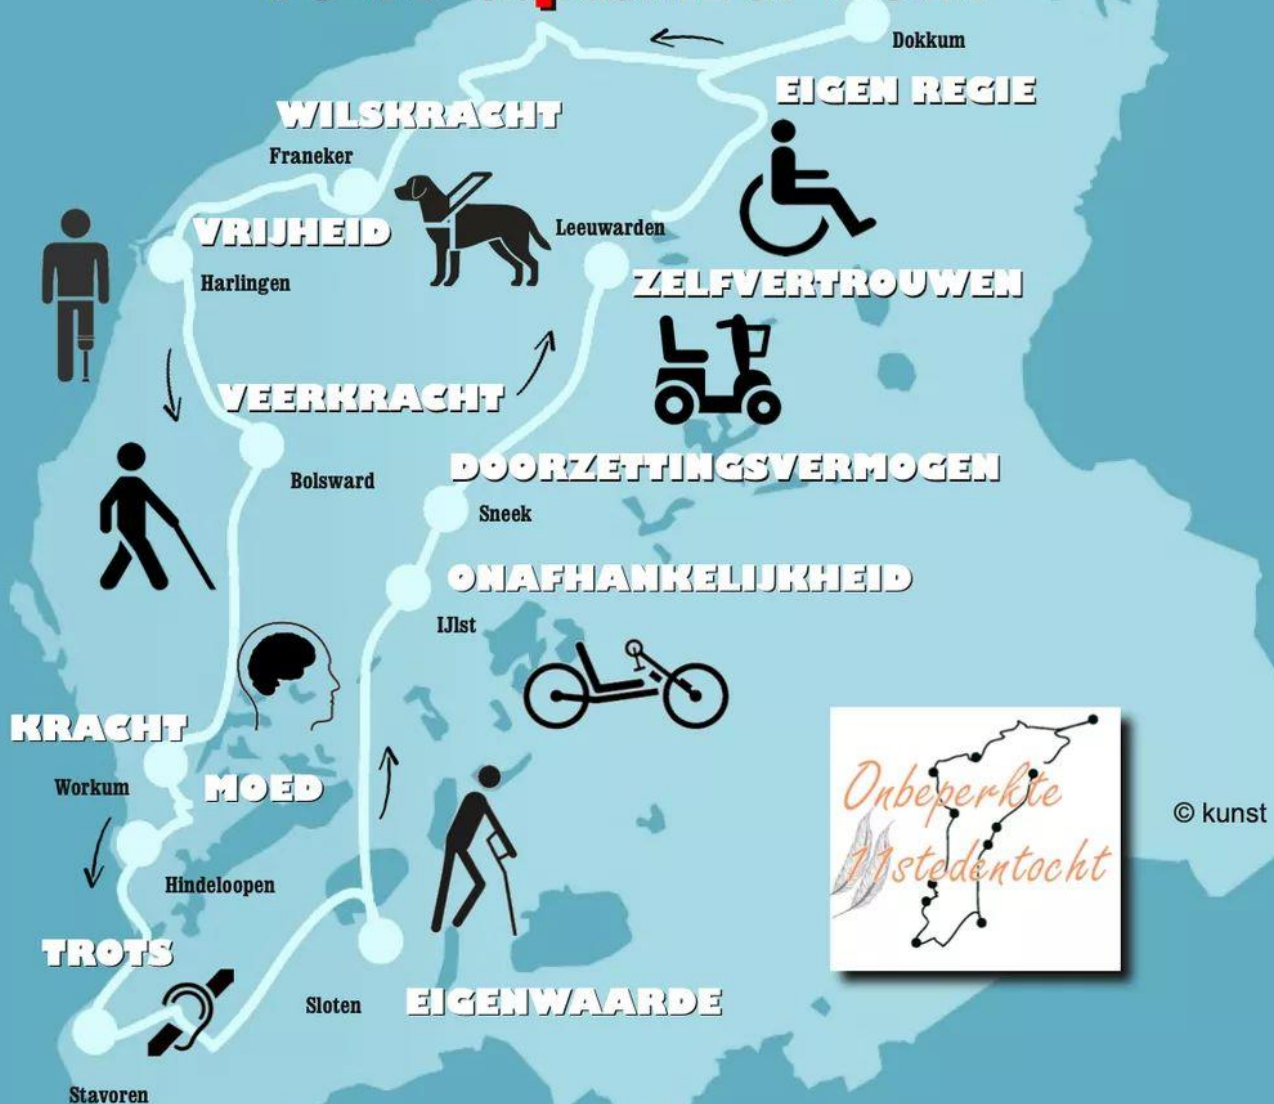 Dokkum
EIGEN REGIE
WILSKRACHT
Franeker
VRIJHEID
Leeuwarden
Harlingen
ZELFVERTROUWEN
VEERKRACHT
Bolsward
DOORZETTINGSVERMOGEN
Sneek
ONAFHANKELIJKHEID
IJlst
KRACHT
Workum
MOED
Onbeperkte
11stedentocht
© kunst
Hindeloopen
TROTS
Sloten
EIGENWAARDE
Stavoren